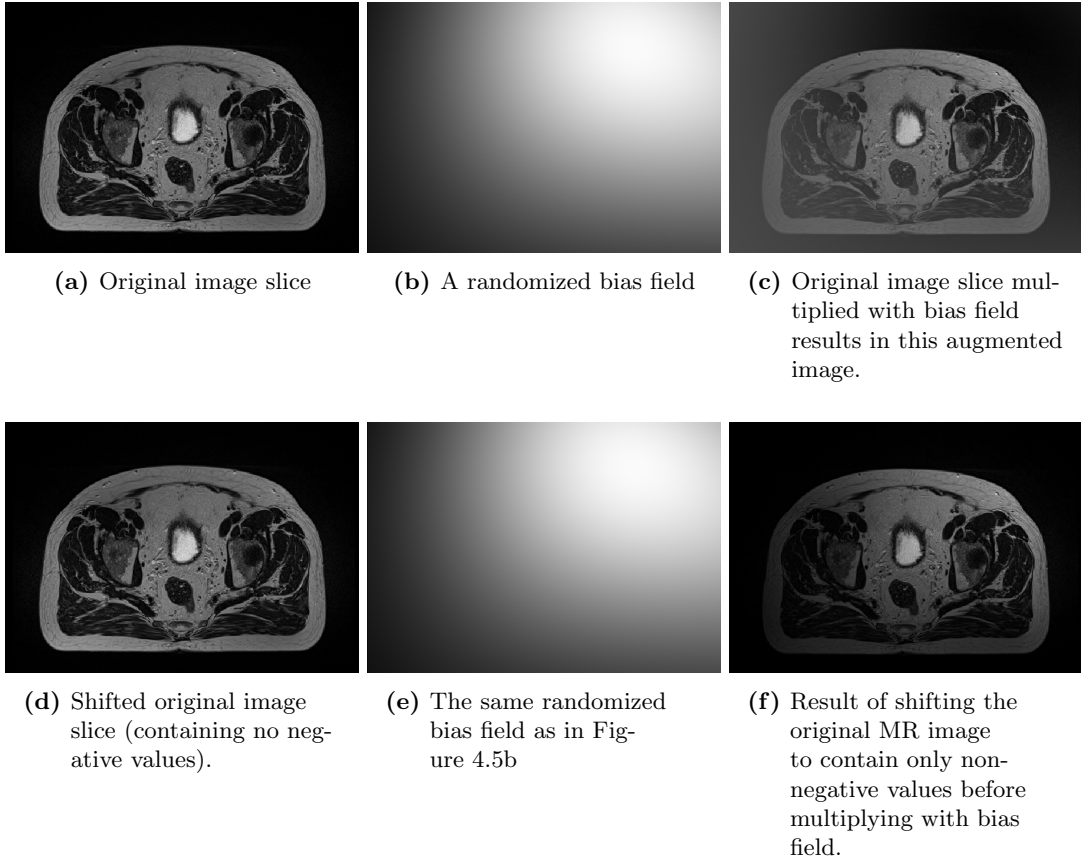 (a) Original image slice
(b) A randomized bias field
(c) Original image slice mul-
tiplied with bias field
results in this augmented
image.
(d) Shifted original image
slice (containing no neg-
ative values).
(e) The same randomized
bias field as in Fig-
ure 4.5b
(f) Result of shifting the
original MR image
to contain only non-
negative values before
multiplying with bias
field.